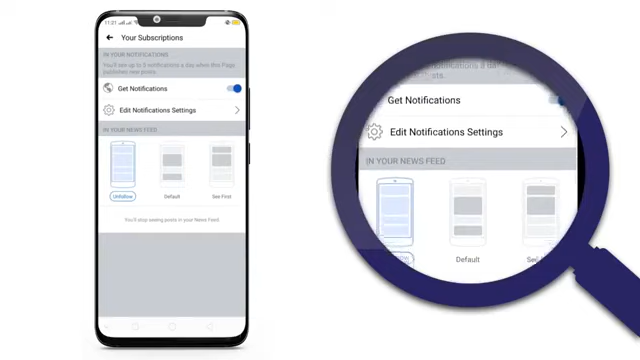 11:21
Your Subscriptions
IN YOUR NOTIFICATIONS
You'll see up to 5 notifications a day when this Page
publishes new posts.
Get Notifications
Edit Notifications Settings
IN YOUR NEWS FEED
Unfollow
Default
See First
You'll stop seeing posts in your News Feed.
Get Notifications
Edit Notifications Settings
IN YOUR NEWS FEED
Default